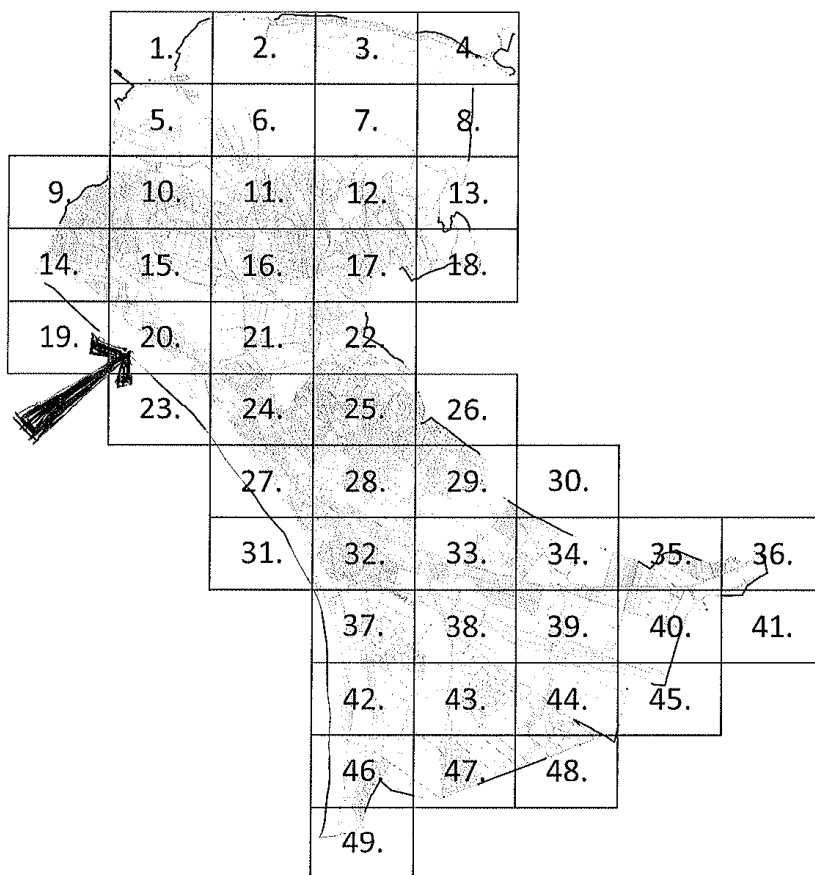 1. 2. 3. 4.
5. 6. 7. 8.
9. 10. 11. 12. 13.
14. 15. 16. 17. 18.
19. 20. 21. 22.
23. 24. 25. 26.
27. 28. 29. 30.
31. 32. 33. 34. 35. 36.
37. 38. 39. 40. 41.
42. 43. 44. 45.
46. 47. 48.
49.